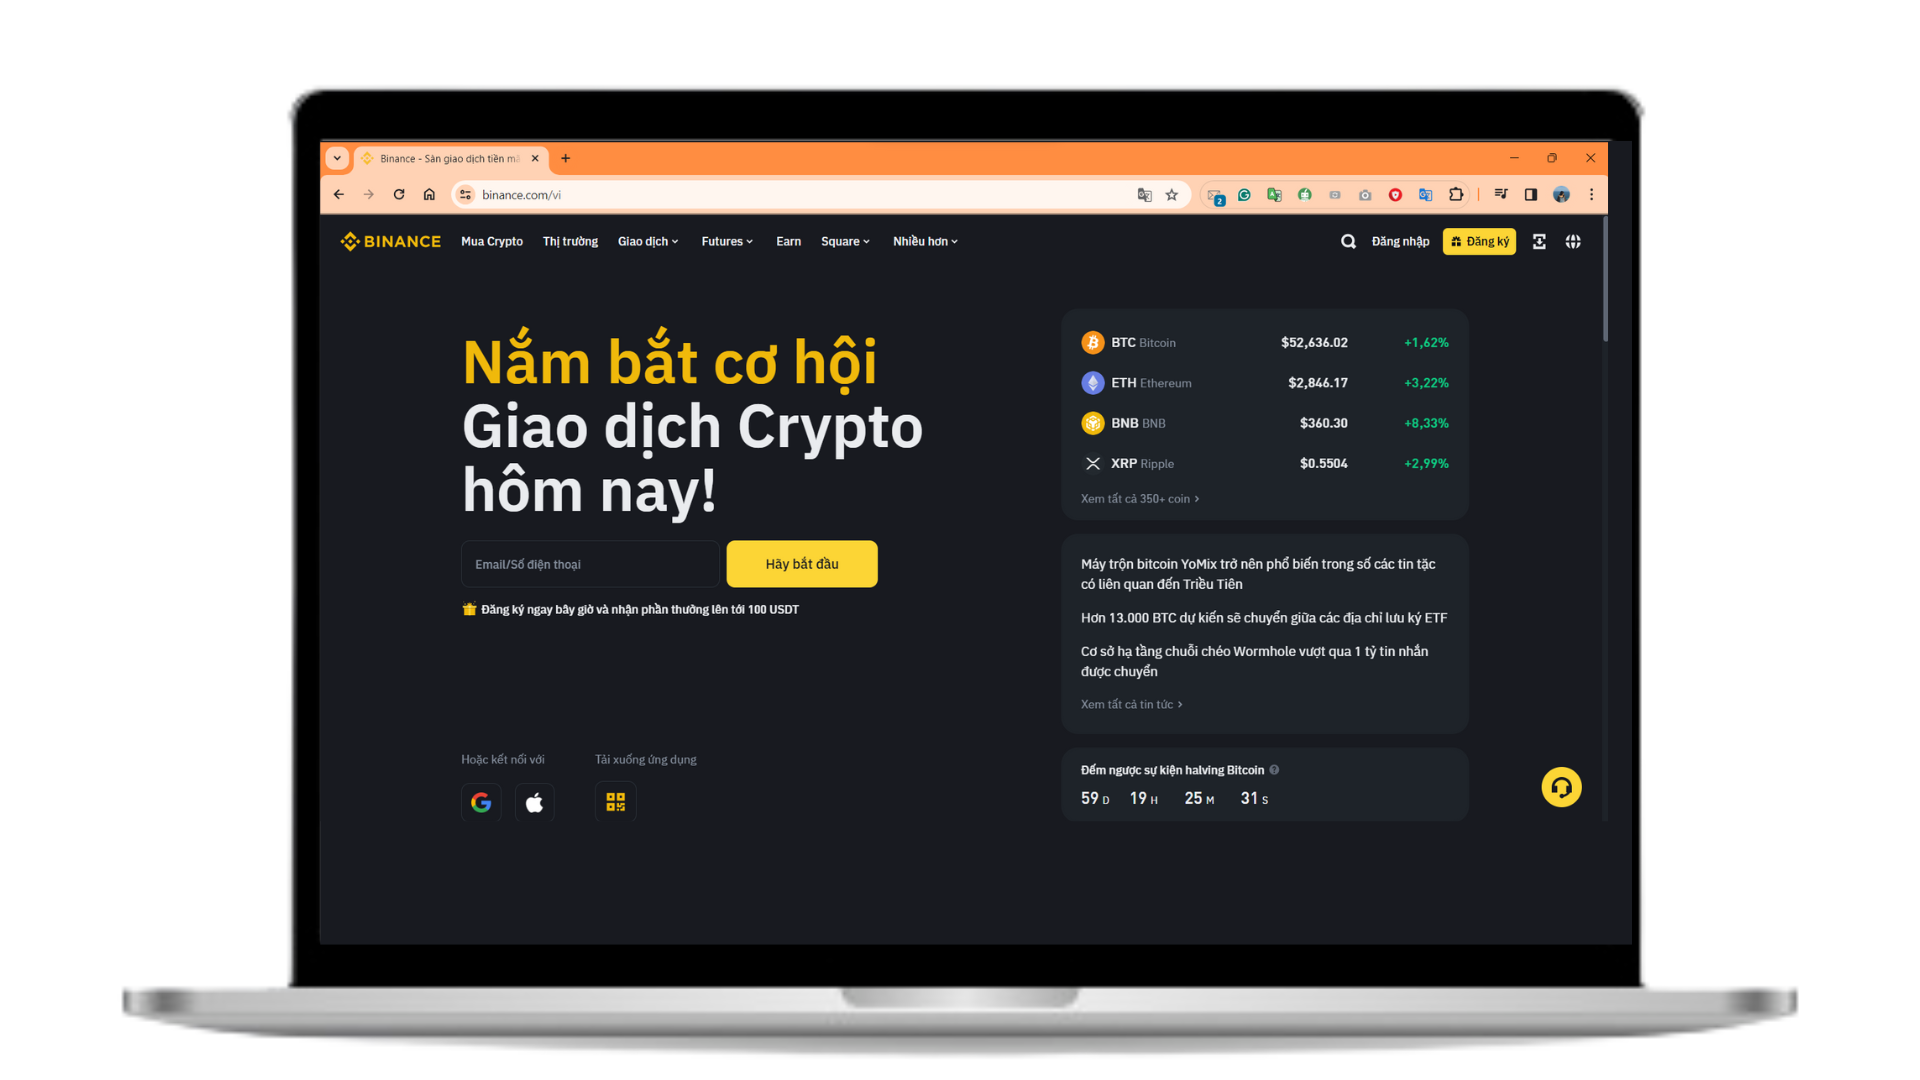 Binance - Sàn giao dịch tiền mã
binance.com/vi
2
BINANCE
Mua Crypto
Thị trường
Giao dịch
Futures
Earn
Square
Nhiều hơn
Đăng nhập
Đăng ký
Nắm bắt cơ hội
Giao dịch Crypto
hôm nay!
Email/Số điện thoại
Hãy bắt đầu
Đăng ký ngay bây giờ và nhận phần thưởng lên tới 100 USDT
Hoặc kết nối với
Tải xuống ứng dụng
BTC Bitcoin $52,636.02 +1,62%
ETH Ethereum $2,846.17 +3,22%
BNB BNB $360.30 +8,33%
XRP Ripple $0.5504 +2,99%
Xem tất cả 350+ coin
Máy trộn bitcoin YoMix trở nên phổ biến trong số các tin tặc
có liên quan đến Triều Tiên
Hơn 13.000 BTC dự kiến sẽ chuyển giữa các địa chỉ lưu ký ETF
Cơ sở hạ tầng chuỗi chéo Wormhole vượt qua 1 tỷ tin nhắn
được chuyển
Xem tất cả tin tức
Đếm ngược sự kiện halving Bitcoin
59 D 19 H 25 M 31 S